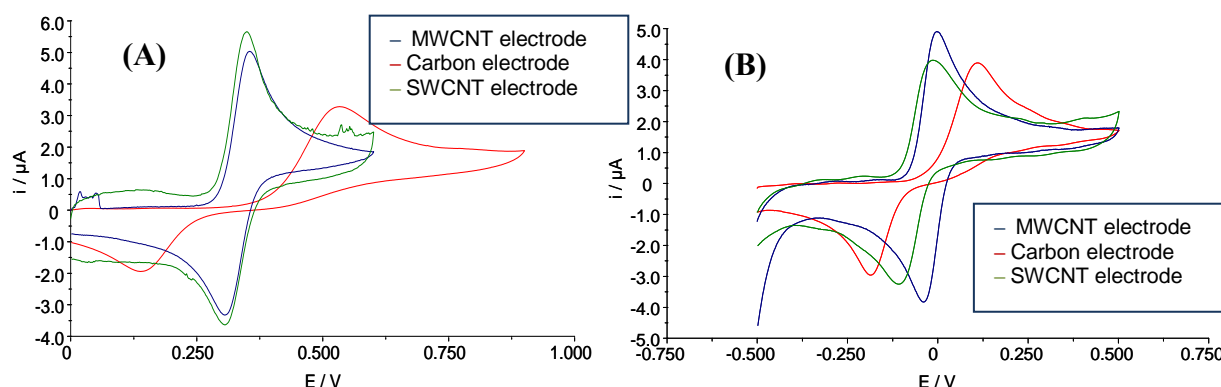 (A)
MWCNT electrode
Carbon electrode
SWCNT electrode
i / µA
6.0
5.0
4.0
3.0
2.0
1.0
0
-1.0
-2.0
-3.0
-4.0
0
0.250
0.500
0.750
1.000
E / V
(B)
MWCNT electrode
Carbon electrode
SWCNT electrode
i / µA
5.0
4.0
3.0
2.0
1.0
0
-1.0
-2.0
-3.0
-4.0
-5.0
-0.750
-0.500
-0.250
0
0.250
0.500
0.750
E / V